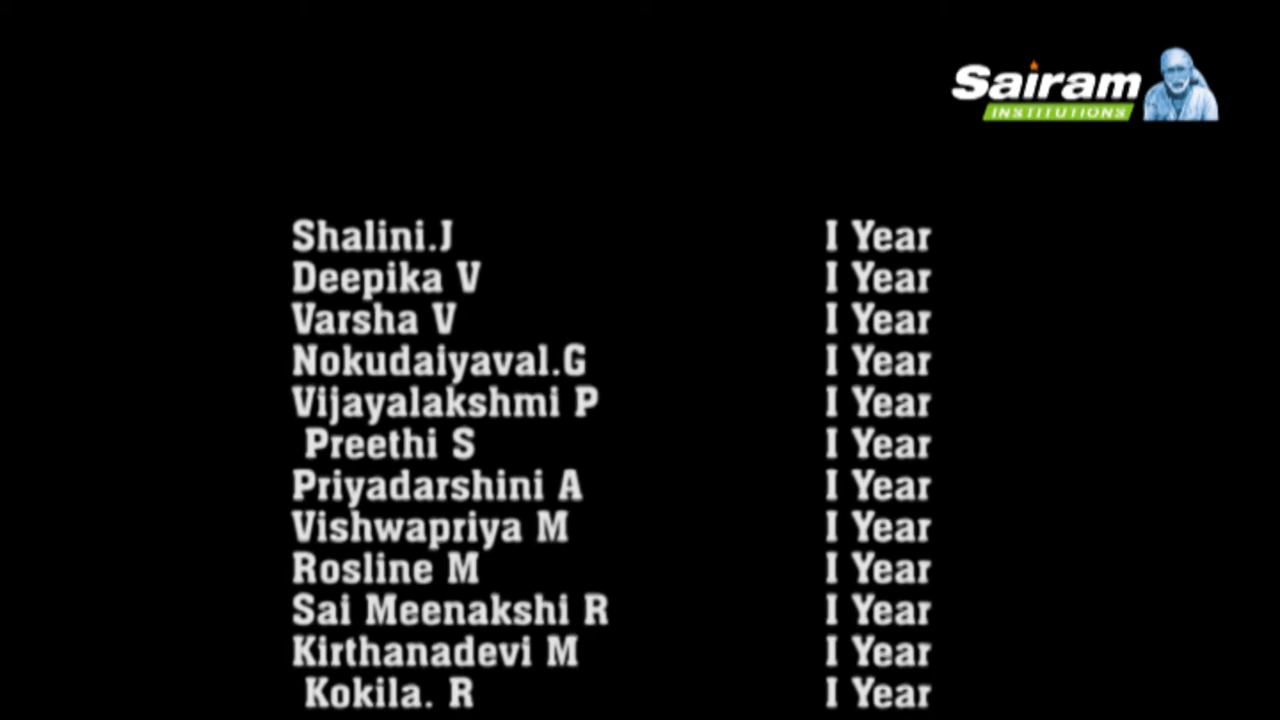 Sairam
INSTITUTIONS
Shalini.J I Year
Deepika V I Year
Varsha V I Year
Nokudaiyaval.G I Year
Vijayalakshmi P I Year
Preethi S I Year
Priyadarshini A I Year
Vishwapriya M I Year
Rosline M I Year
Sai Meenakshi R I Year
Kirthanadevi M I Year
Kokila. R I Year